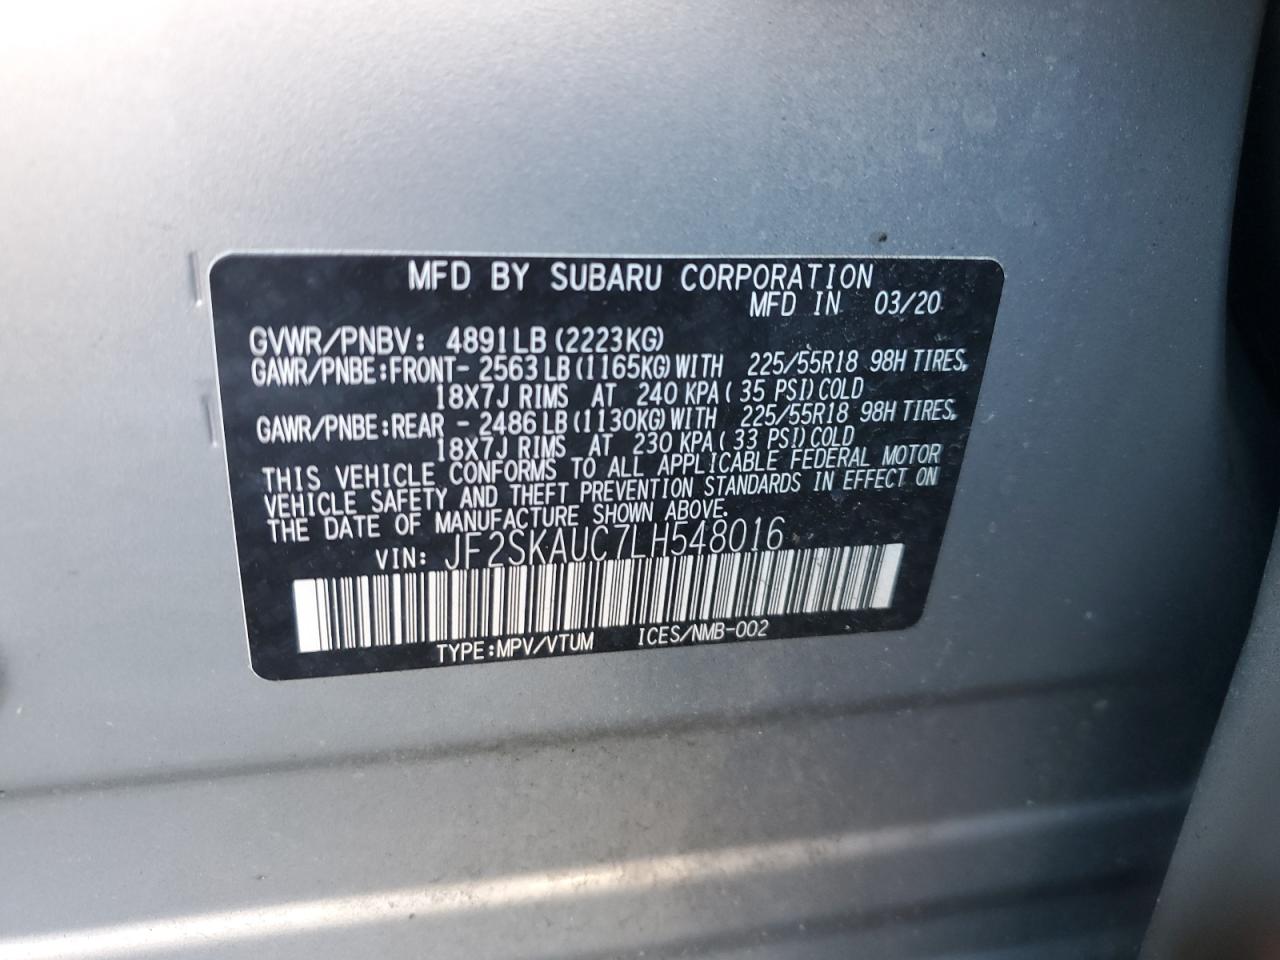 MFD BY SUBARU CORPORATION
MFD IN 03/20
GVWR/PNBV: 4891LB (2223KG)
GAWR/PNBE:FRONT- 2563 LB (1165KG) WITH 225/55R18 98H TIRES,
18X7J RIMS AT 240 KPA ( 35 PSI) COLD
GAWR/PNBE:REAR - 2486 LB (1130KG) WITH 225/55R18 98H TIRES,
18X7J RIMS AT 230 KPA ( 33 PSI) COLD
THIS VEHICLE CONFORMS TO ALL APPLICABLE FEDERAL MOTOR
VEHICLE SAFETY AND THEFT PREVENTION STANDARDS IN EFFECT ON
THE DATE OF MANUFACTURE SHOWN ABOVE.
VIN: JF2SKAUC7LH548016
TYPE:MPV/VTUM ICES/NMB-002